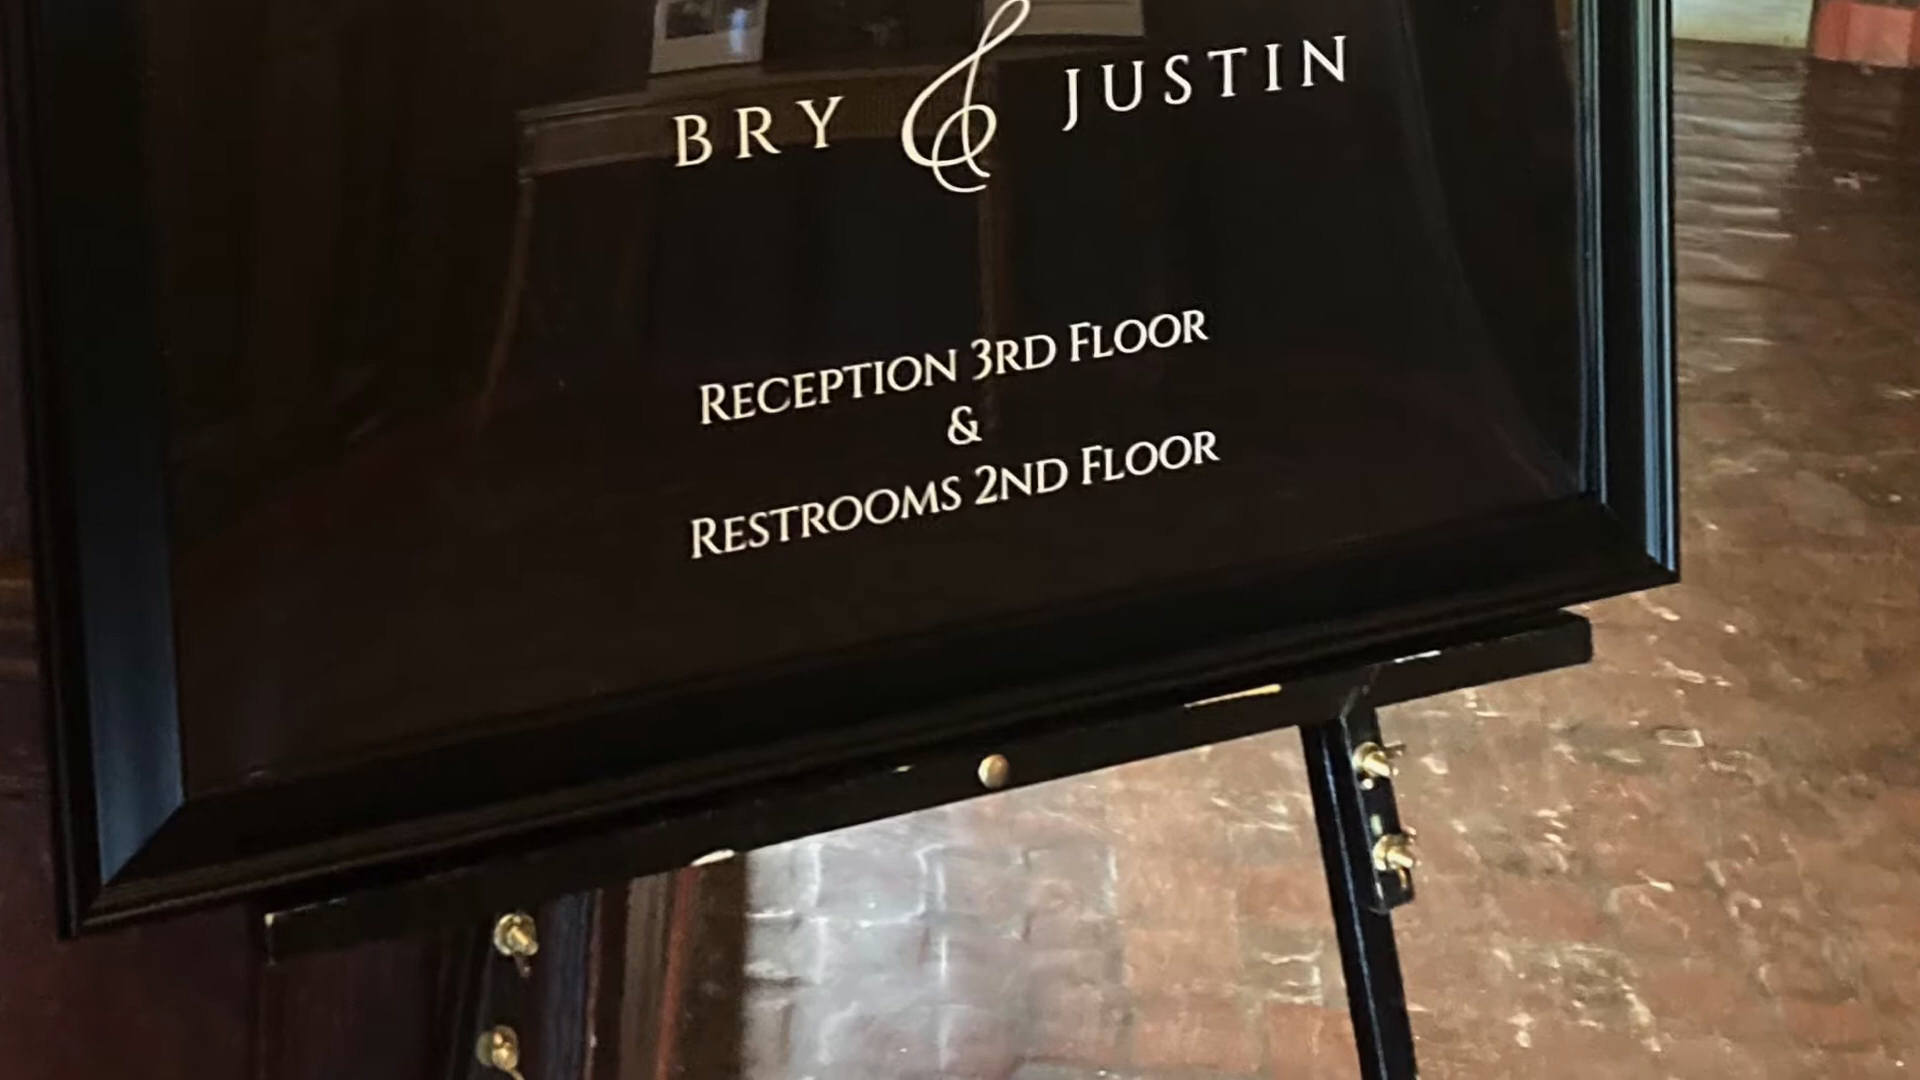 BRY & JUSTIN
RECEPTION 3RD FLOOR
&
RESTROOMS 2ND FLOOR